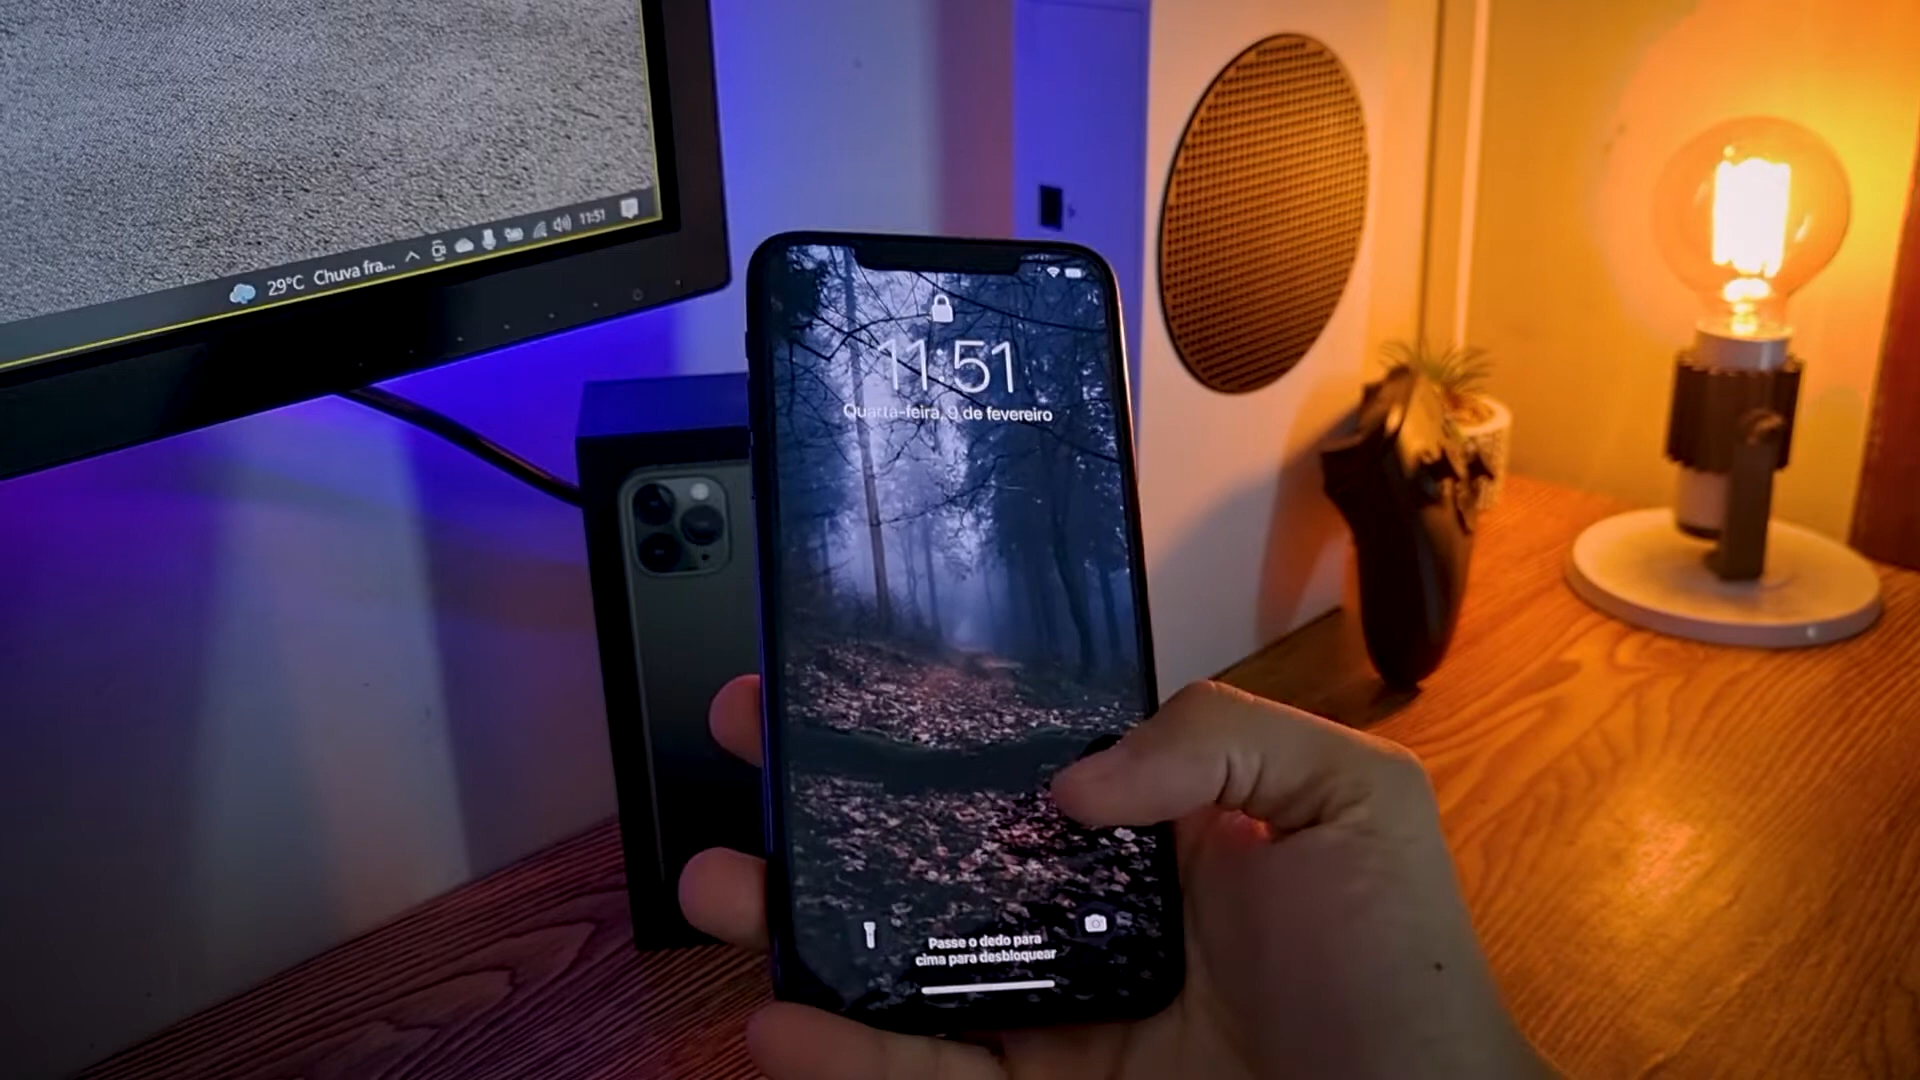 29°C Chuva fra... 11:51
11:51
Quarta-feira, 9 de fevereiro
Passe o dedo para
cima para desbloquear